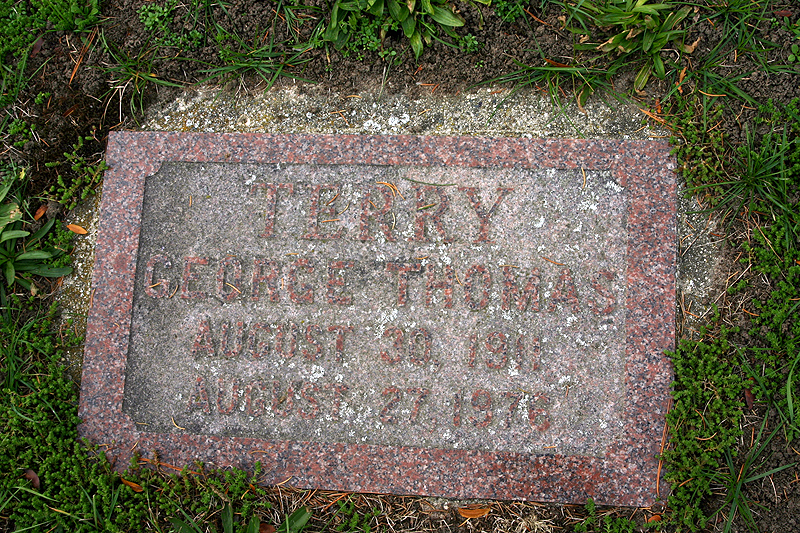 TERRY
GEORGE THOMAS
AUGUST 30, 1911
AUGUST 27 1976